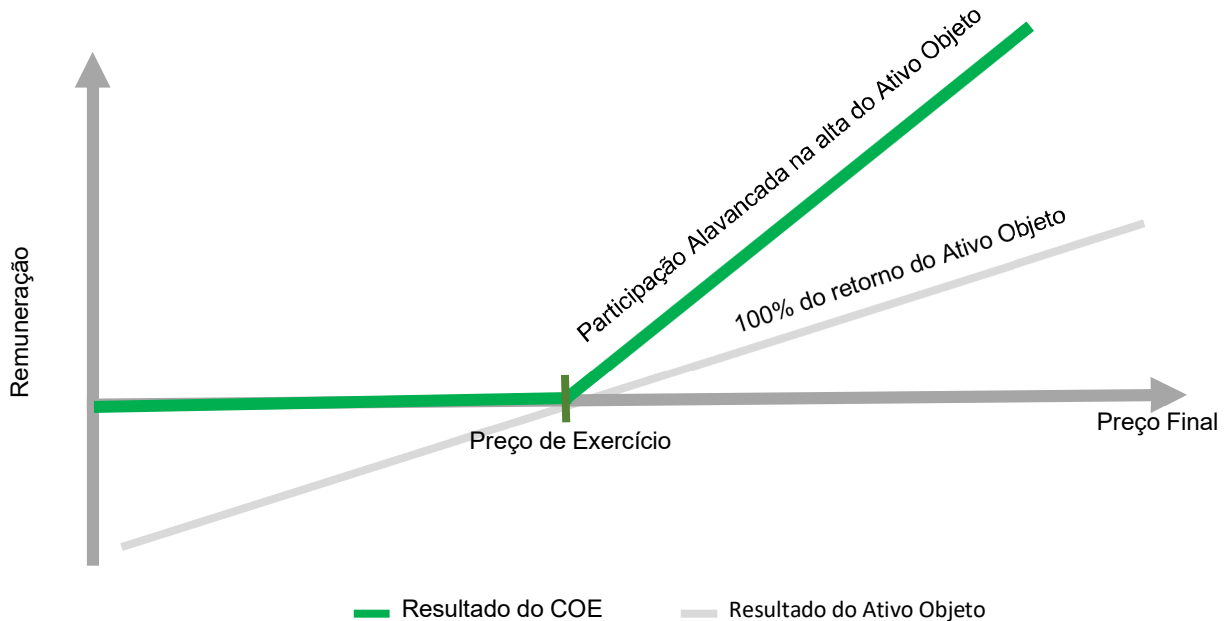 Participação Alavancada na alta do Ativo Objeto
100% do retorno do Ativo Objeto
Remuneração
Preço de Exercício
Preço Final
Resultado do COE
Resultado do Ativo Objeto